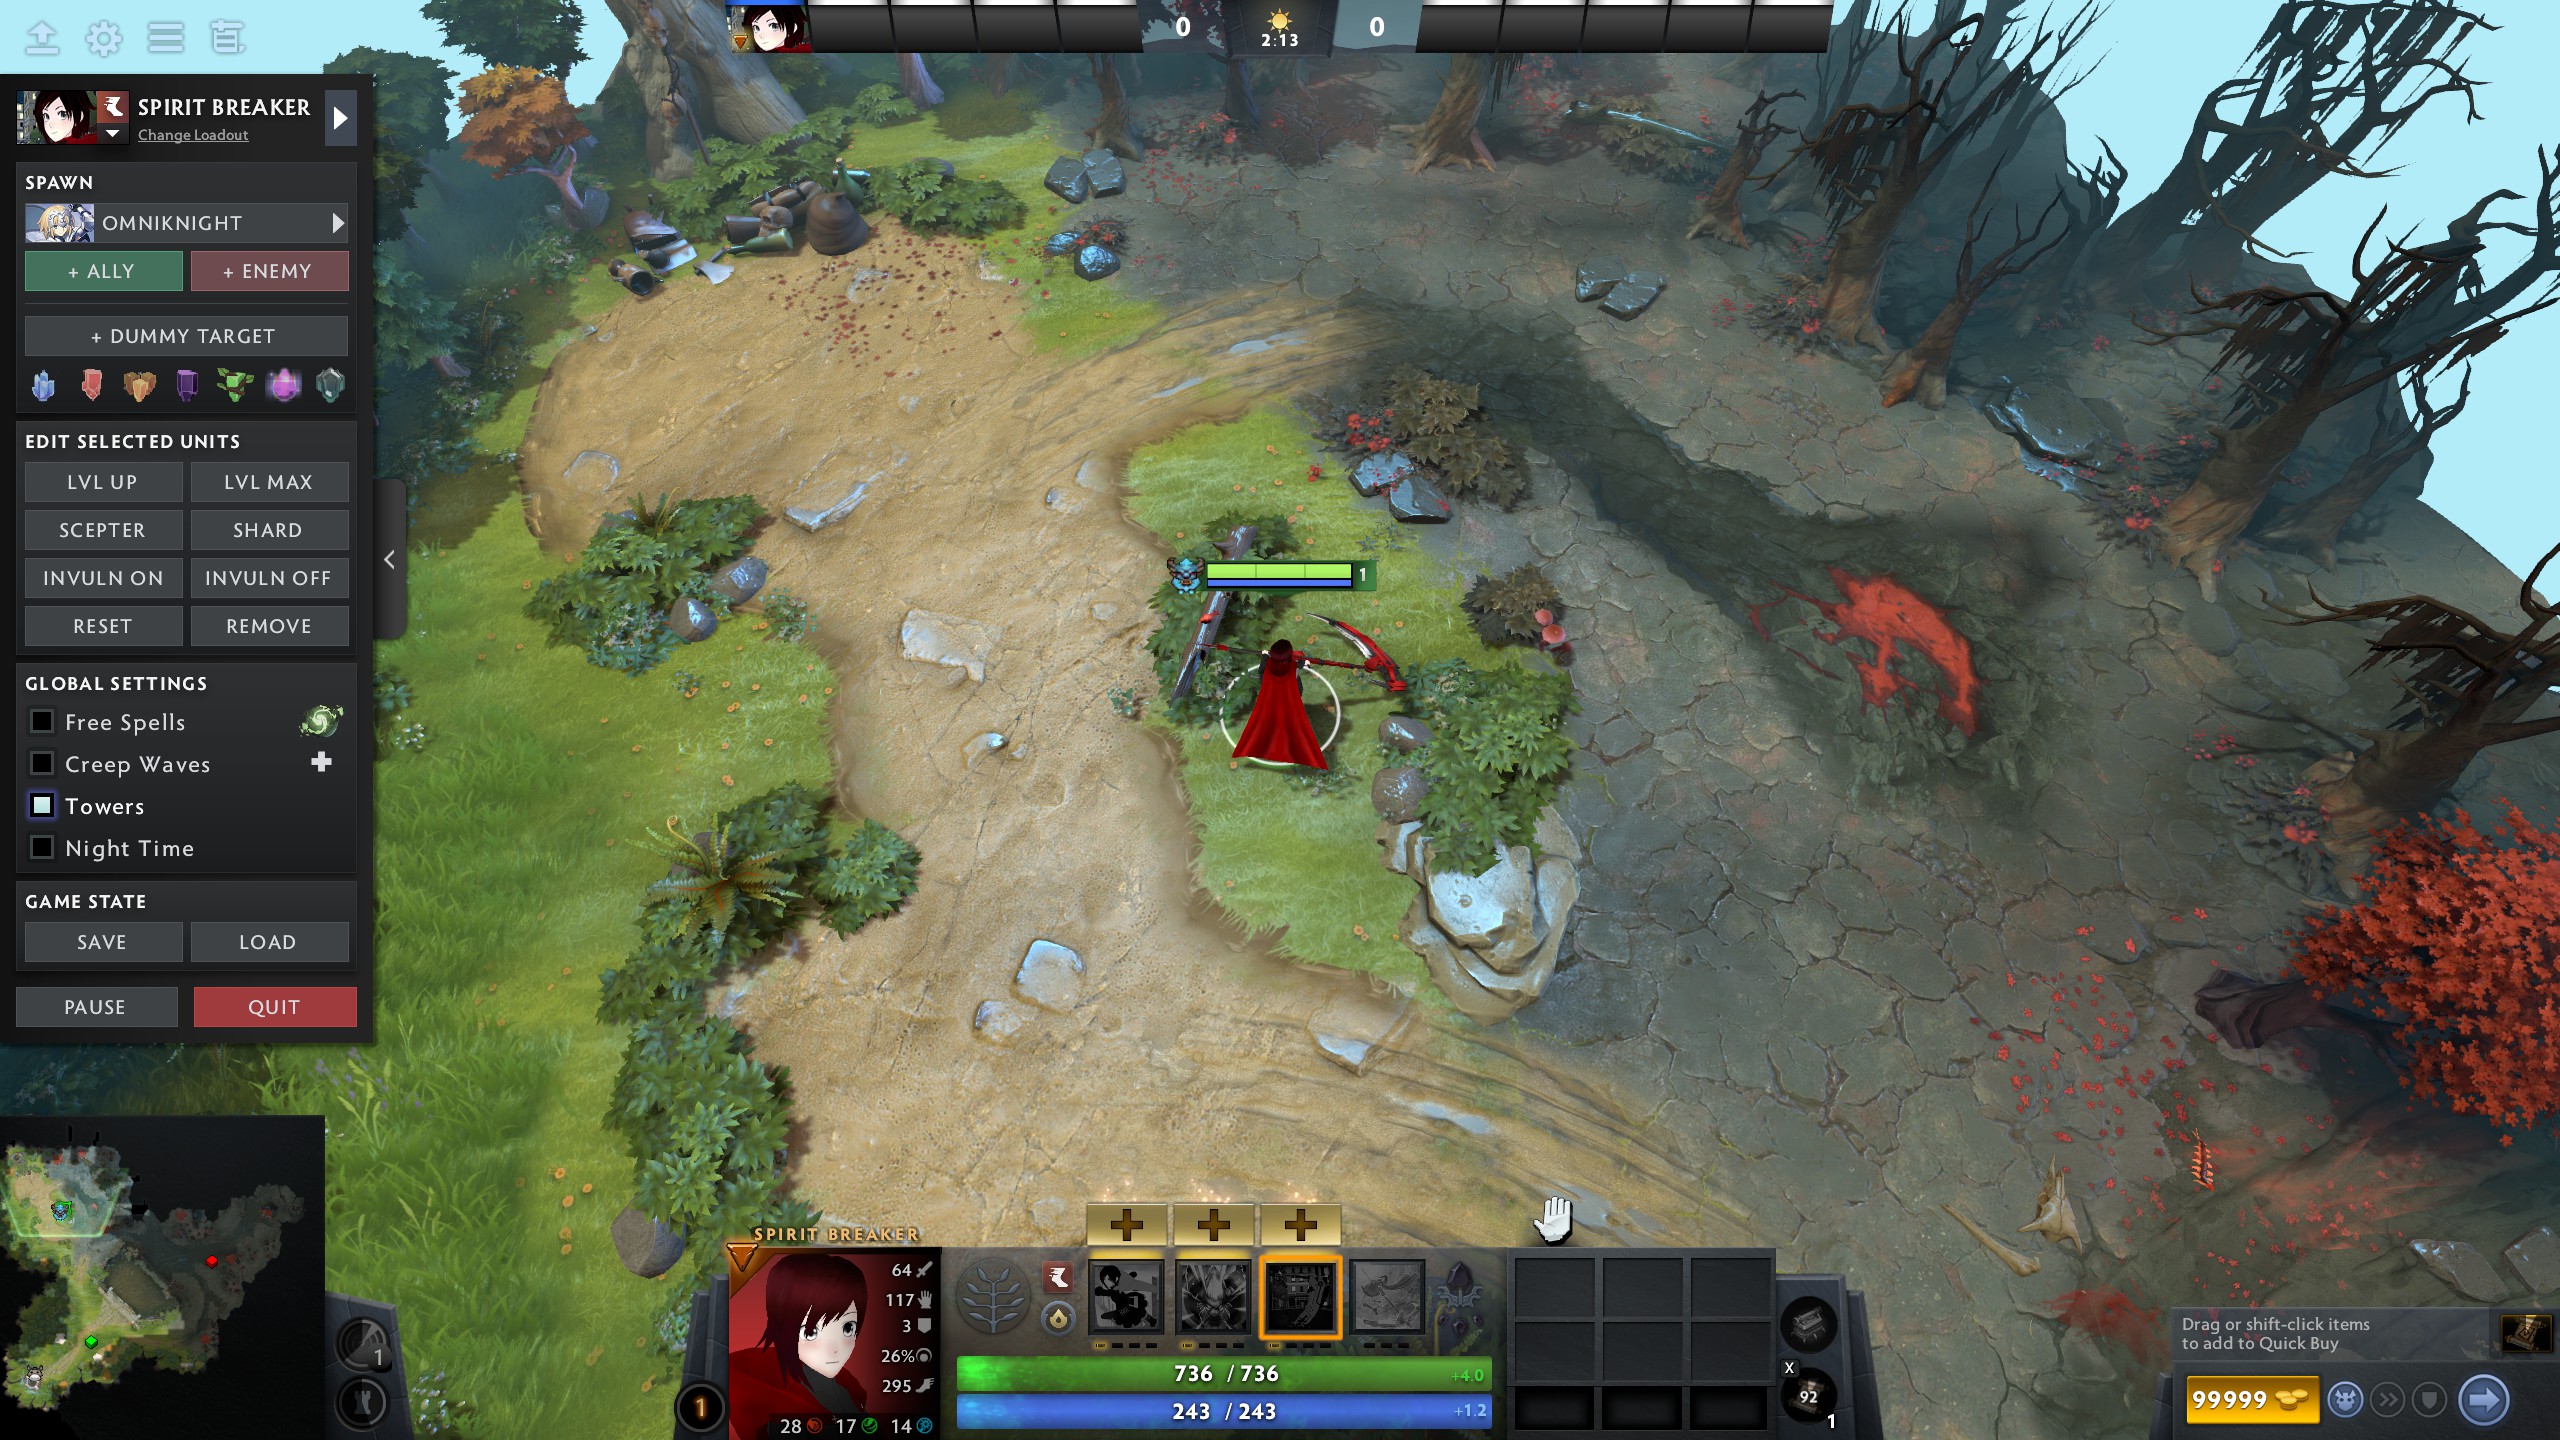 0
2:13
0
SPIRIT BREAKER
Change Loadout
SPAWN
OMNIKNIGHT
+ ALLY
+ ENEMY
+ DUMMY TARGET
EDIT SELECTED UNITS
LVL UP
LVL MAX
SCEPTER
SHARD
INVULN ON
INVULN OFF
RESET
REMOVE
GLOBAL SETTINGS
Free Spells
Creep Waves
Towers
Night Time
GAME STATE
SAVE
LOAD
PAUSE
QUIT
1
SPIRIT BREAKER
64
117
3
26%
295
28 17 14
1
1
736 / 736
+4.0
243 / 243
+1.2
X
92
1
Drag or shift-click items
to add to Quick Buy
99999